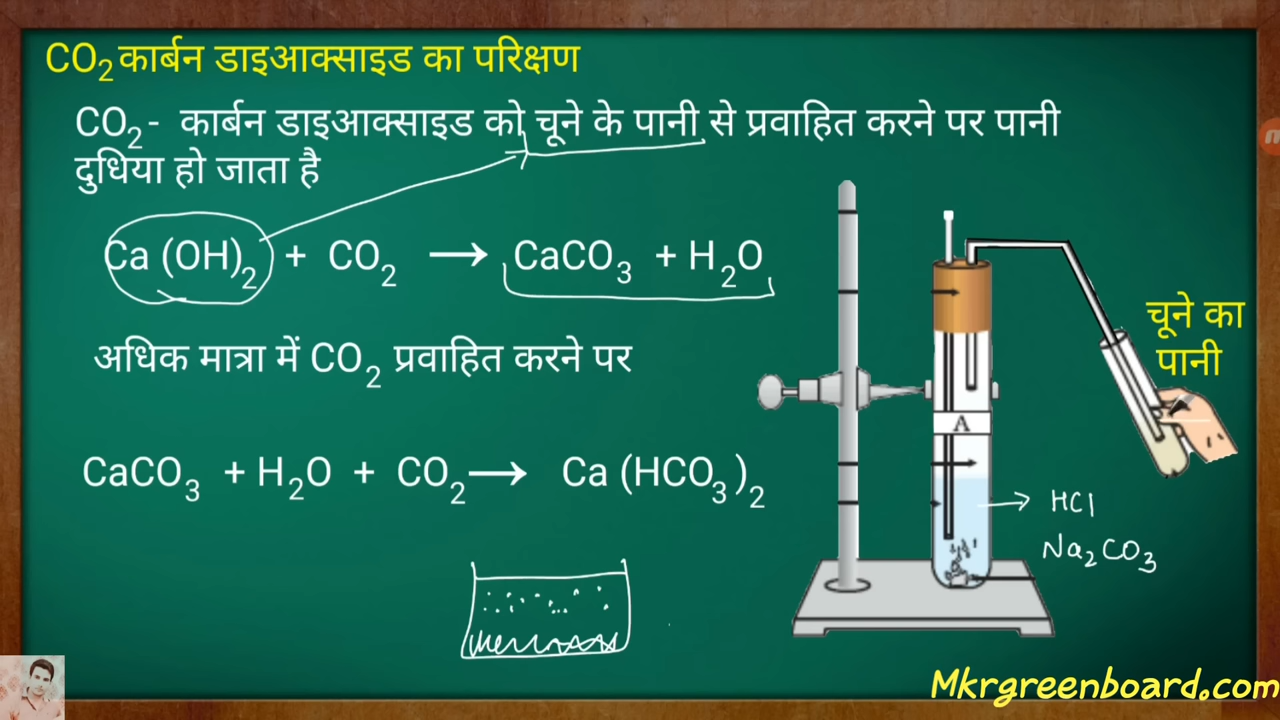 CO₂ कार्बन डाइआक्साइड का परिक्षण
CO₂ - कार्बन डाइआक्साइड को चूने के पानी से प्रवाहित करने पर पानी
दुधिया हो जाता है
Ca (OH)₂ + CO₂ → CaCO₃ + H₂O
अधिक मात्रा में CO₂ प्रवाहित करने पर
CaCO₃ + H₂O + CO₂ → Ca (HCO₃)₂
चूने का
पानी
A
HCl
Na₂CO₃
Mkrgreenboard.com